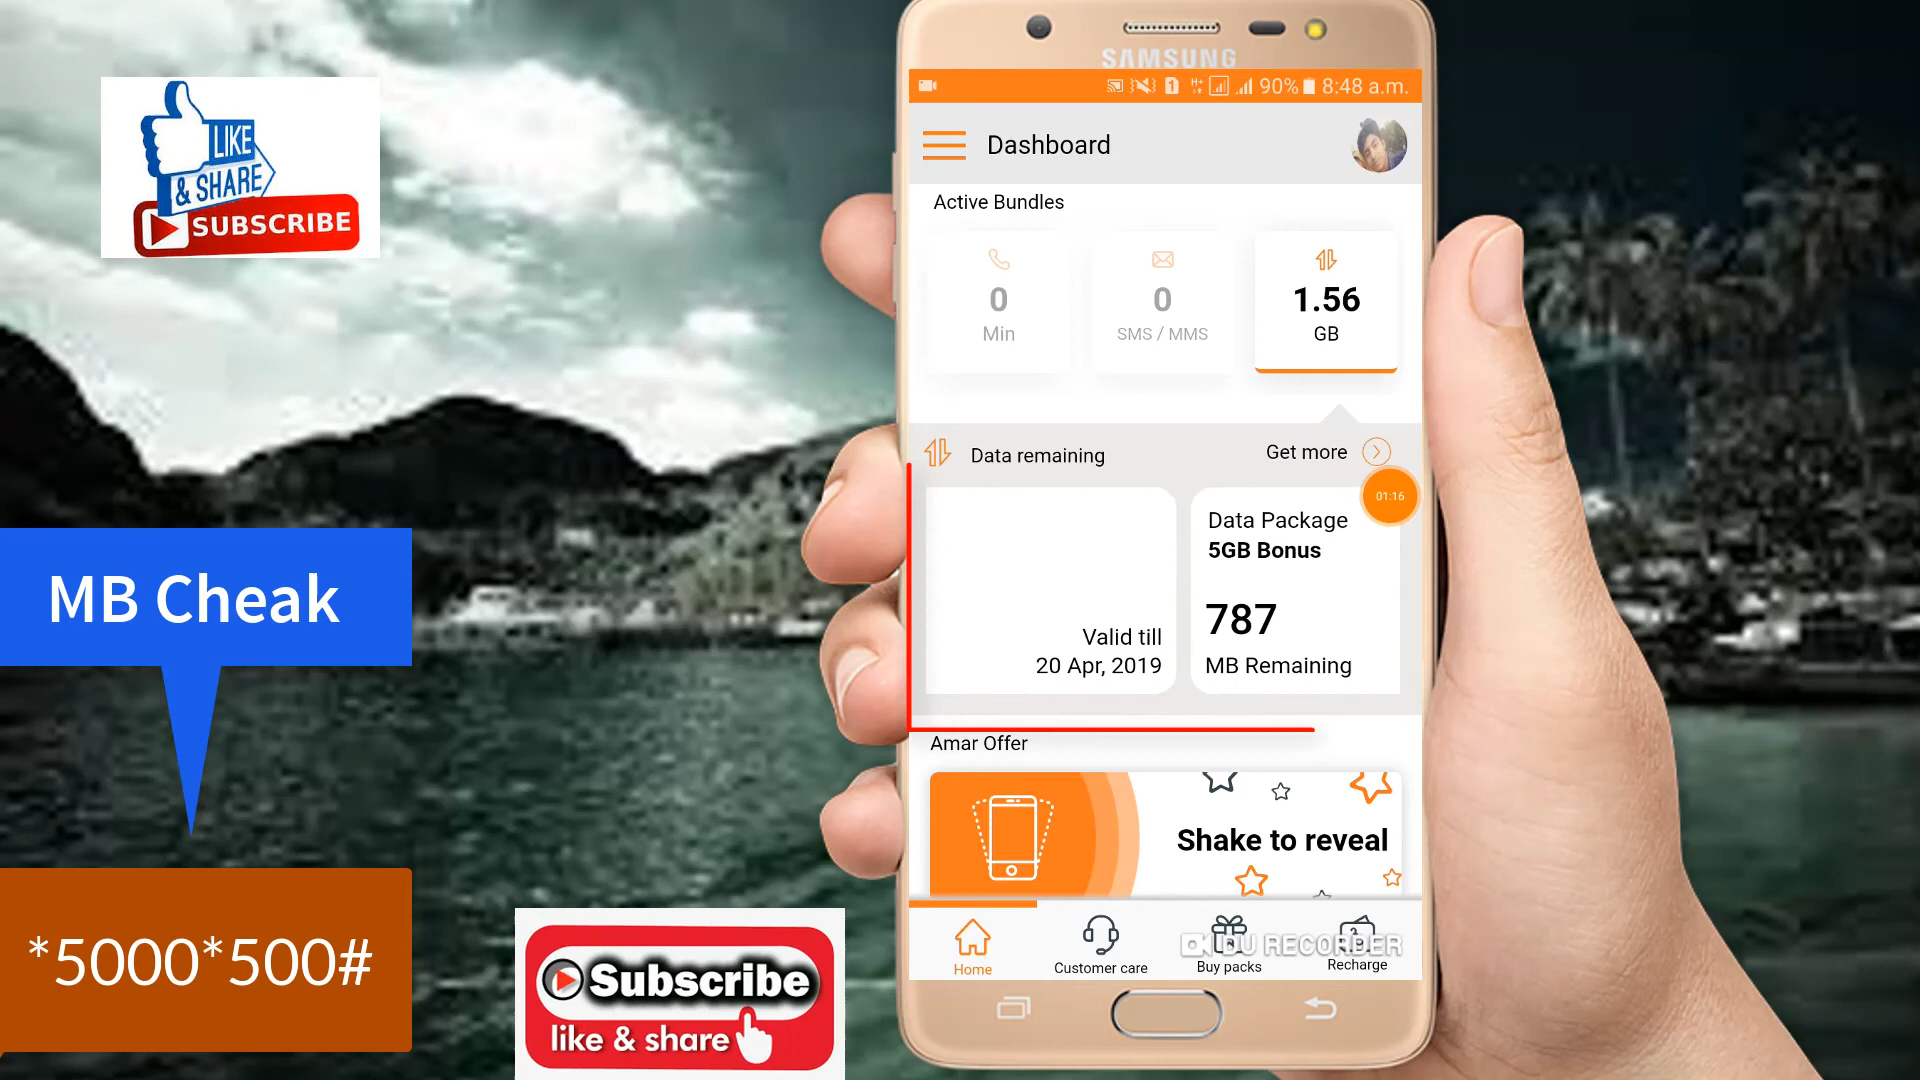 LIKE
& SHARE
SUBSCRIBE
MB Cheak
*5000*500#
Subscribe
like & share
SAMSUNG
1 H+ 90% 8:48 a.m.
Dashboard
Active Bundles
0
Min
0
SMS / MMS
1.56
GB
Data remaining
Get more
01:16
Valid till
20 Apr, 2019
Data Package
5GB Bonus
787
MB Remaining
Amar Offer
Shake to reveal
DU RECORDER
Home
Customer care
Buy packs
Recharge